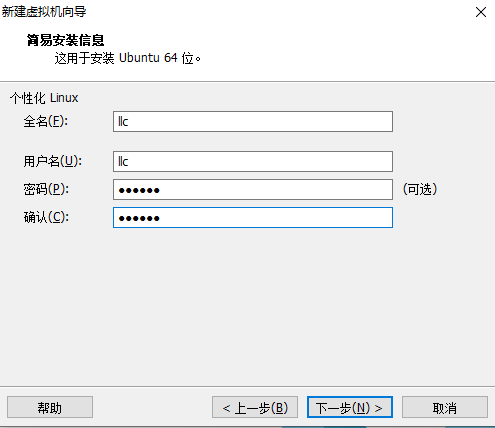 新建虚拟机向导
简易安装信息
这用于安装 Ubuntu 64 位。
个性化 Linux
全名(F): llc
用户名(U): llc
密码(P): ●●●●●● (可选)
确认(C): ●●●●●●
帮助 < 上一步(B) 下一步(N) > 取消